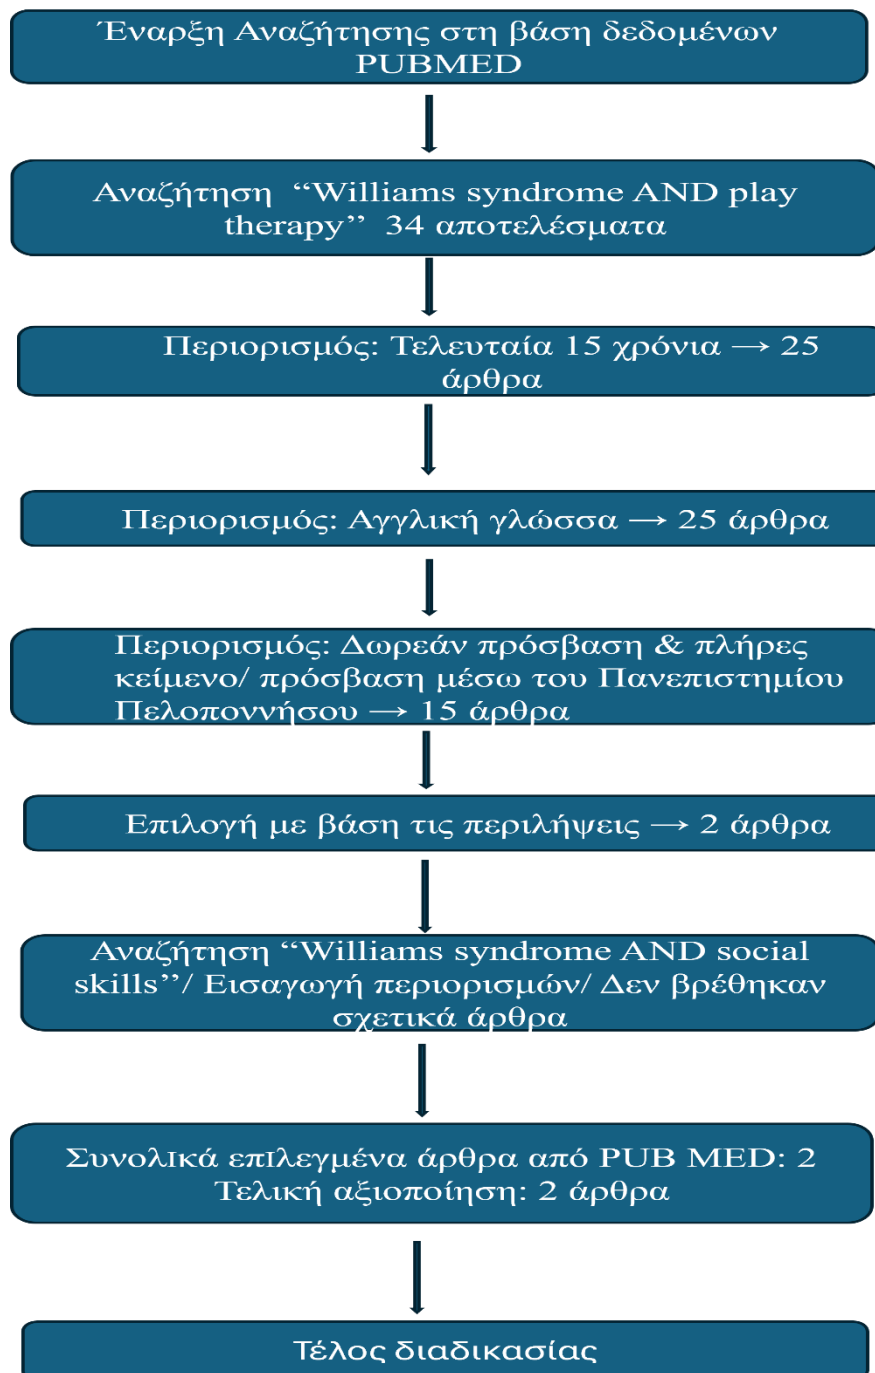 Έναρξη Αναζήτησης στη βάση δεδομένων
PUBMED
Αναζήτηση “Williams syndrome AND play
therapy” 34 αποτελέσματα
Περιορισμός: Τελευταία 15 χρόνια → 25
άρθρα
Περιορισμός: Αγγλική γλώσσα → 25 άρθρα
Περιορισμός: Δωρεάν πρόσβαση & πλήρες
κείμενο/ πρόσβαση μέσω του Πανεπιστημίου
Πελοποννήσου → 15 άρθρα
Επιλογή με βάση τις περιλήψεις → 2 άρθρα
Αναζήτηση “Williams syndrome AND social
skills”/ Εισαγωγή περιορισμών/ Δεν βρέθηκαν
σχετικά άρθρα
Συνολικά επιλεγμένα άρθρα από PUB MED: 2
Τελική αξιοποίηση: 2 άρθρα
Τέλος διαδικασίας